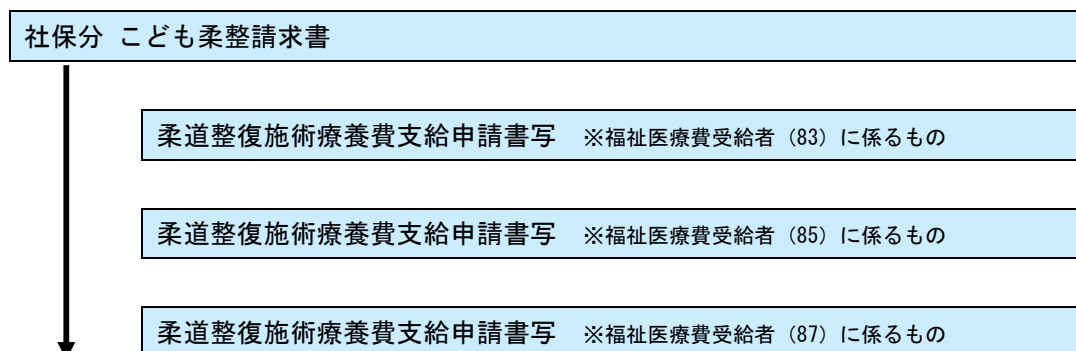 社保分 こども柔整請求書
柔道整復施術療養費支給申請書写 ※福祉医療費受給者（83）に係るもの
柔道整復施術療養費支給申請書写 ※福祉医療費受給者（85）に係るもの
柔道整復施術療養費支給申請書写 ※福祉医療費受給者（87）に係るもの